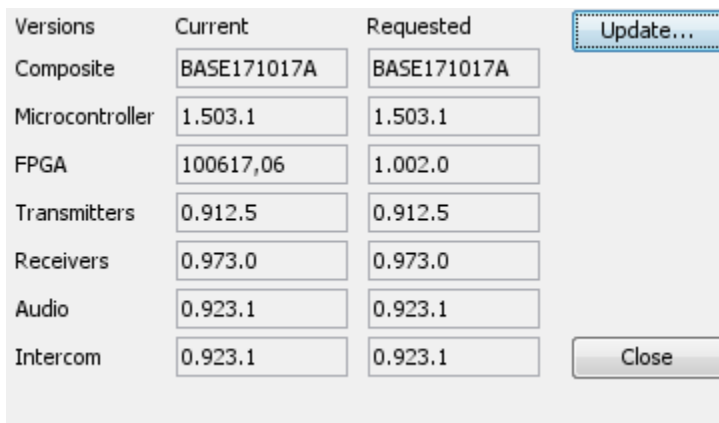 Versions Current Requested Update...
Composite BASE171017A BASE171017A
Microcontroller 1.503.1 1.503.1
FPGA 100617,06 1.002.0
Transmitters 0.912.5 0.912.5
Receivers 0.973.0 0.973.0
Audio 0.923.1 0.923.1
Intercom 0.923.1 0.923.1 Close